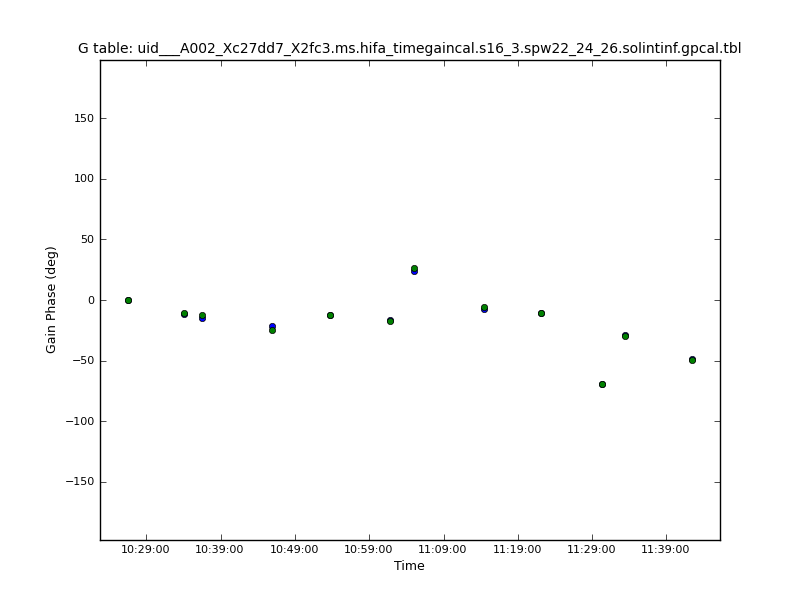 G table: uid___A002_Xc27dd7_X2fc3.ms.hifa_timegaincal.s16_3.spw22_24_26.solintinf.gpcal.tbl
150
100
50
0
−50
−100
−150
Gain Phase (deg)
10:29:00 10:39:00 10:49:00 10:59:00 11:09:00 11:19:00 11:29:00 11:39:00
Time